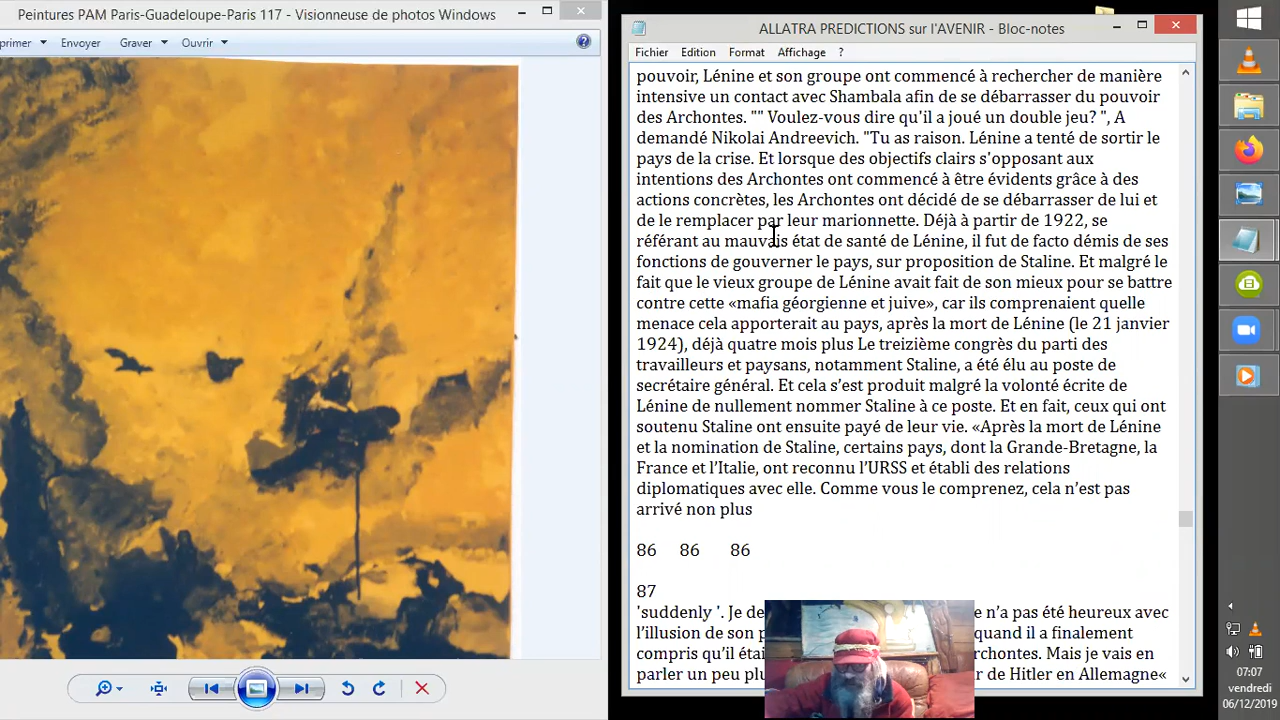 Peintures PAM Paris-Guadeloupe-Paris 117 - Visionneuse de photos Windows
primer Envoyer Graver Ouvrir
ALLATRA PREDICTIONS sur l'AVENIR - Bloc-notes
Fichier Edition Format Affichage ?
pouvoir, Lénine et son groupe ont commencé à rechercher de manière
intensive un contact avec Shambala afin de se débarrasser du pouvoir
des Archontes. "" Voulez-vous dire qu'il a joué un double jeu? ", A
demandé Nikolai Andreevich. "Tu as raison. Lénine a tenté de sortir le
pays de la crise. Et lorsque des objectifs clairs s'opposant aux
intentions des Archontes ont commencé à être évidents grâce à des
actions concrètes, les Archontes ont décidé de se débarrasser de lui et
de le remplacer par leur marionnette. Déjà à partir de 1922, se
référant au mauvais état de santé de Lénine, il fut de facto démis de ses
fonctions de gouverner le pays, sur proposition de Staline. Et malgré le
fait que le vieux groupe de Lénine avait fait de son mieux pour se battre
contre cette «mafia géorgienne et juive», car ils comprenaient quelle
menace cela apporterait au pays, après la mort de Lénine (le 21 janvier
1924), déjà quatre mois plus Le treizième congrès du parti des
travailleurs et paysans, notamment Staline, a été élu au poste de
secrétaire général. Et cela s’est produit malgré la volonté écrite de
Lénine de nullement nommer Staline à ce poste. Et en fait, ceux qui ont
soutenu Staline ont ensuite payé de leur vie. «Après la mort de Lénine
et la nomination de Staline, certains pays, dont la Grande-Bretagne, la
France et l’Italie, ont reconnu l’URSS et établi des relations
diplomatiques avec elle. Comme vous le comprenez, cela n’est pas
arrivé non plus
86 86 86
87
'suddenly '. Je de e n’a pas été heureux avec
l’illusion de son p quand il a finalement
compris qu’il étai rchontes. Mais je vais en
parler un peu plu r de Hitler en Allemagne«
07:07
vendredi
06/12/2019